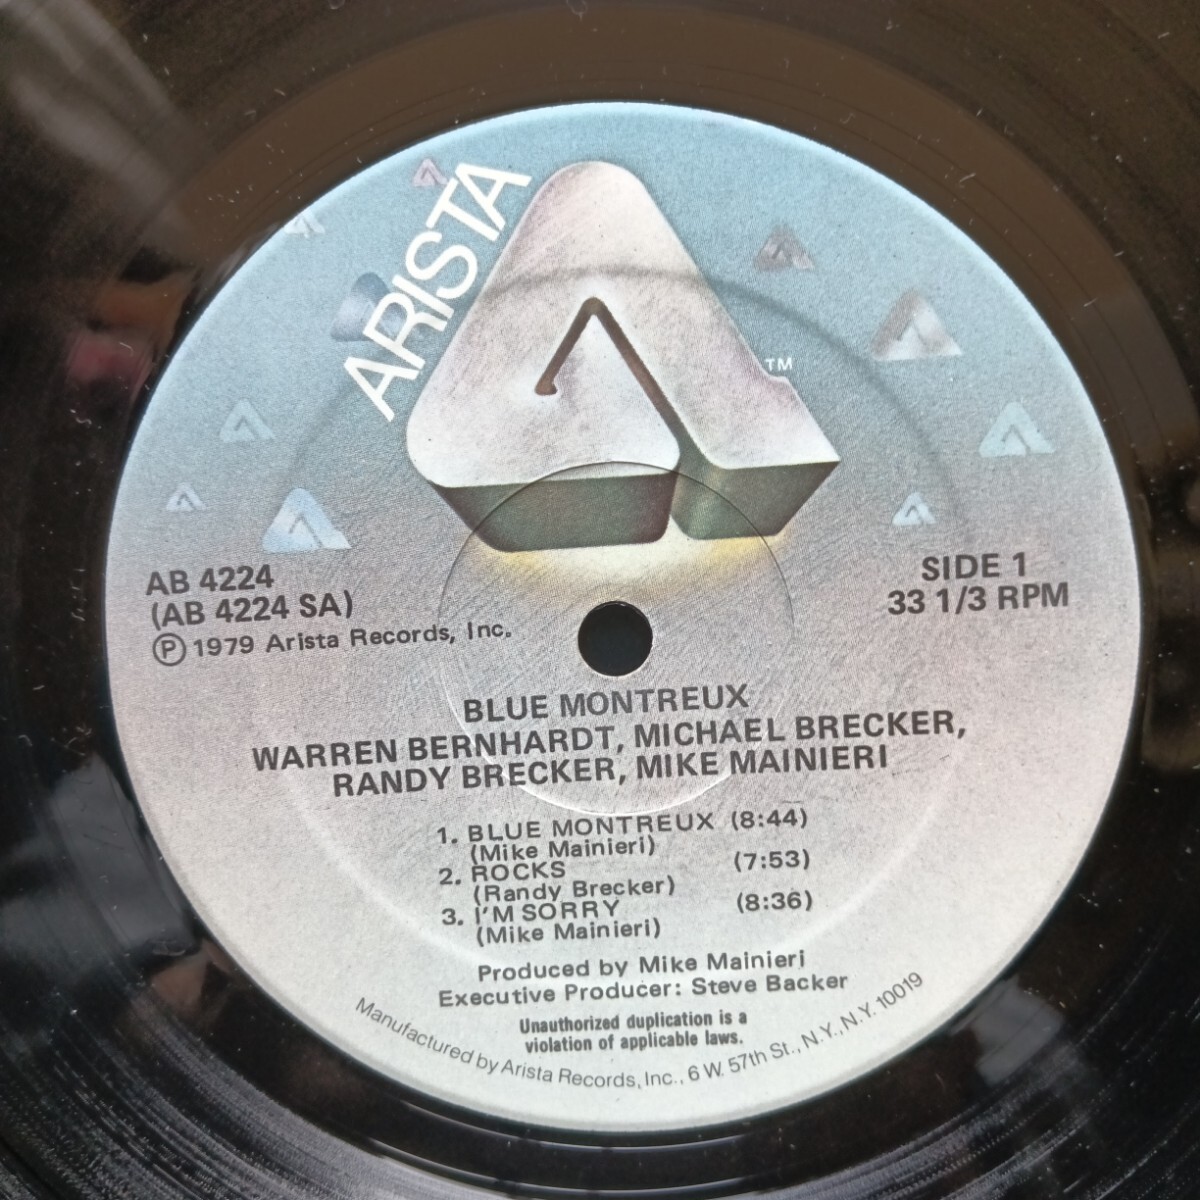 ARISTA
TM
AB 4224
(AB 4224 SA)
Ⓟ 1979 Arista Records, Inc.
SIDE 1
33 1/3 RPM
BLUE MONTREUX
WARREN BERNHARDT, MICHAEL BRECKER,
RANDY BRECKER, MIKE MAINIERI
1. BLUE MONTREUX (8:44)
(Mike Mainieri)
2. ROCKS (7:53)
(Randy Brecker)
3. I'M SORRY (8:36)
(Mike Mainieri)
Produced by Mike Mainieri
Executive Producer: Steve Backer
Unauthorized duplication is a
violation of applicable laws.
Manufactured by Arista Records, Inc., 6 W. 57th St., N.Y., N.Y. 10019